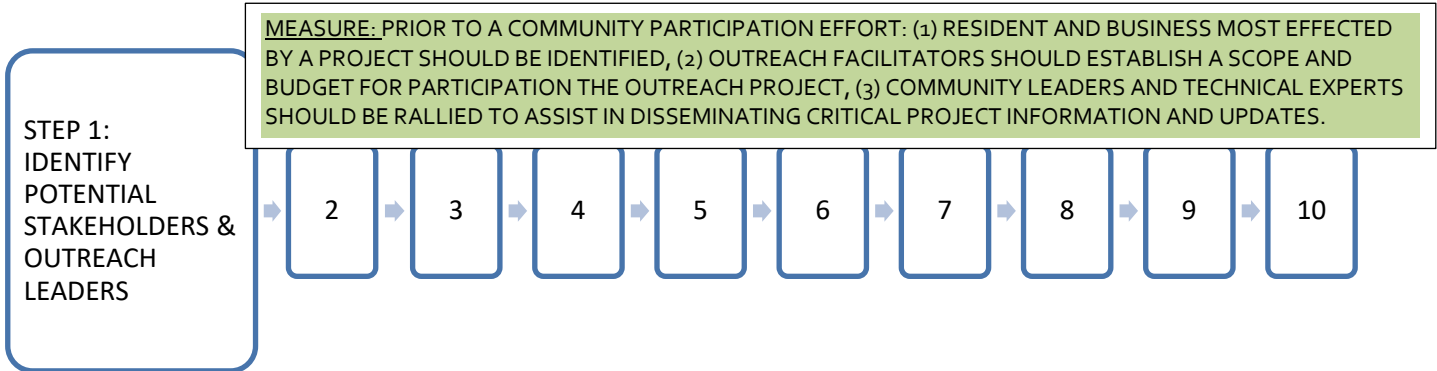 MEASURE: PRIOR TO A COMMUNITY PARTICIPATION EFFORT: (1) RESIDENT AND BUSINESS MOST EFFECTED
BY A PROJECT SHOULD BE IDENTIFIED, (2) OUTREACH FACILITATORS SHOULD ESTABLISH A SCOPE AND
BUDGET FOR PARTICIPATION THE OUTREACH PROJECT, (3) COMMUNITY LEADERS AND TECHNICAL EXPERTS
SHOULD BE RALLIED TO ASSIST IN DISSEMINATING CRITICAL PROJECT INFORMATION AND UPDATES.
STEP 1:
IDENTIFY
POTENTIAL
STAKEHOLDERS &
OUTREACH
LEADERS
2
3
4
5
6
7
8
9
10